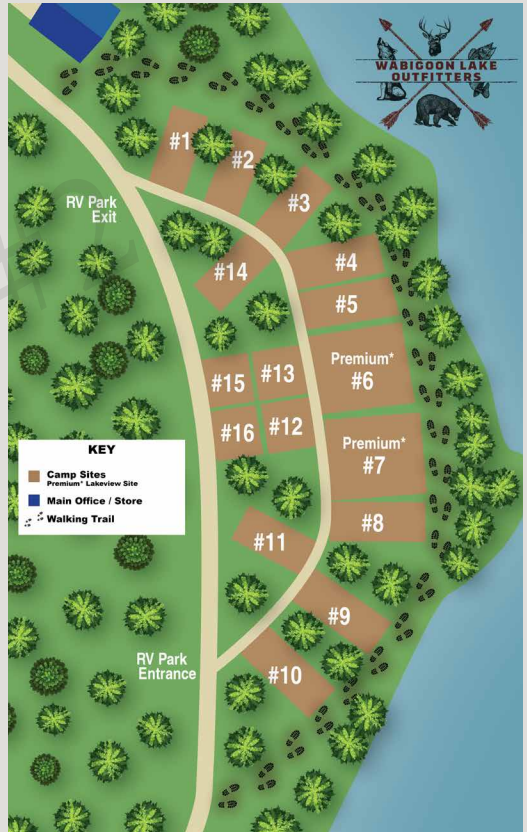 WABIGOON LAKE
OUTFITTERS
#1
#2
#3
RV Park
Exit
#14
#4
#5
Premium*
#6
#15
#13
#16
#12
Premium*
#7
KEY
Camp Sites
Premium* Lakeview Site
Main Office / Store
Walking Trail
#8
#11
#9
RV Park
Entrance
#10